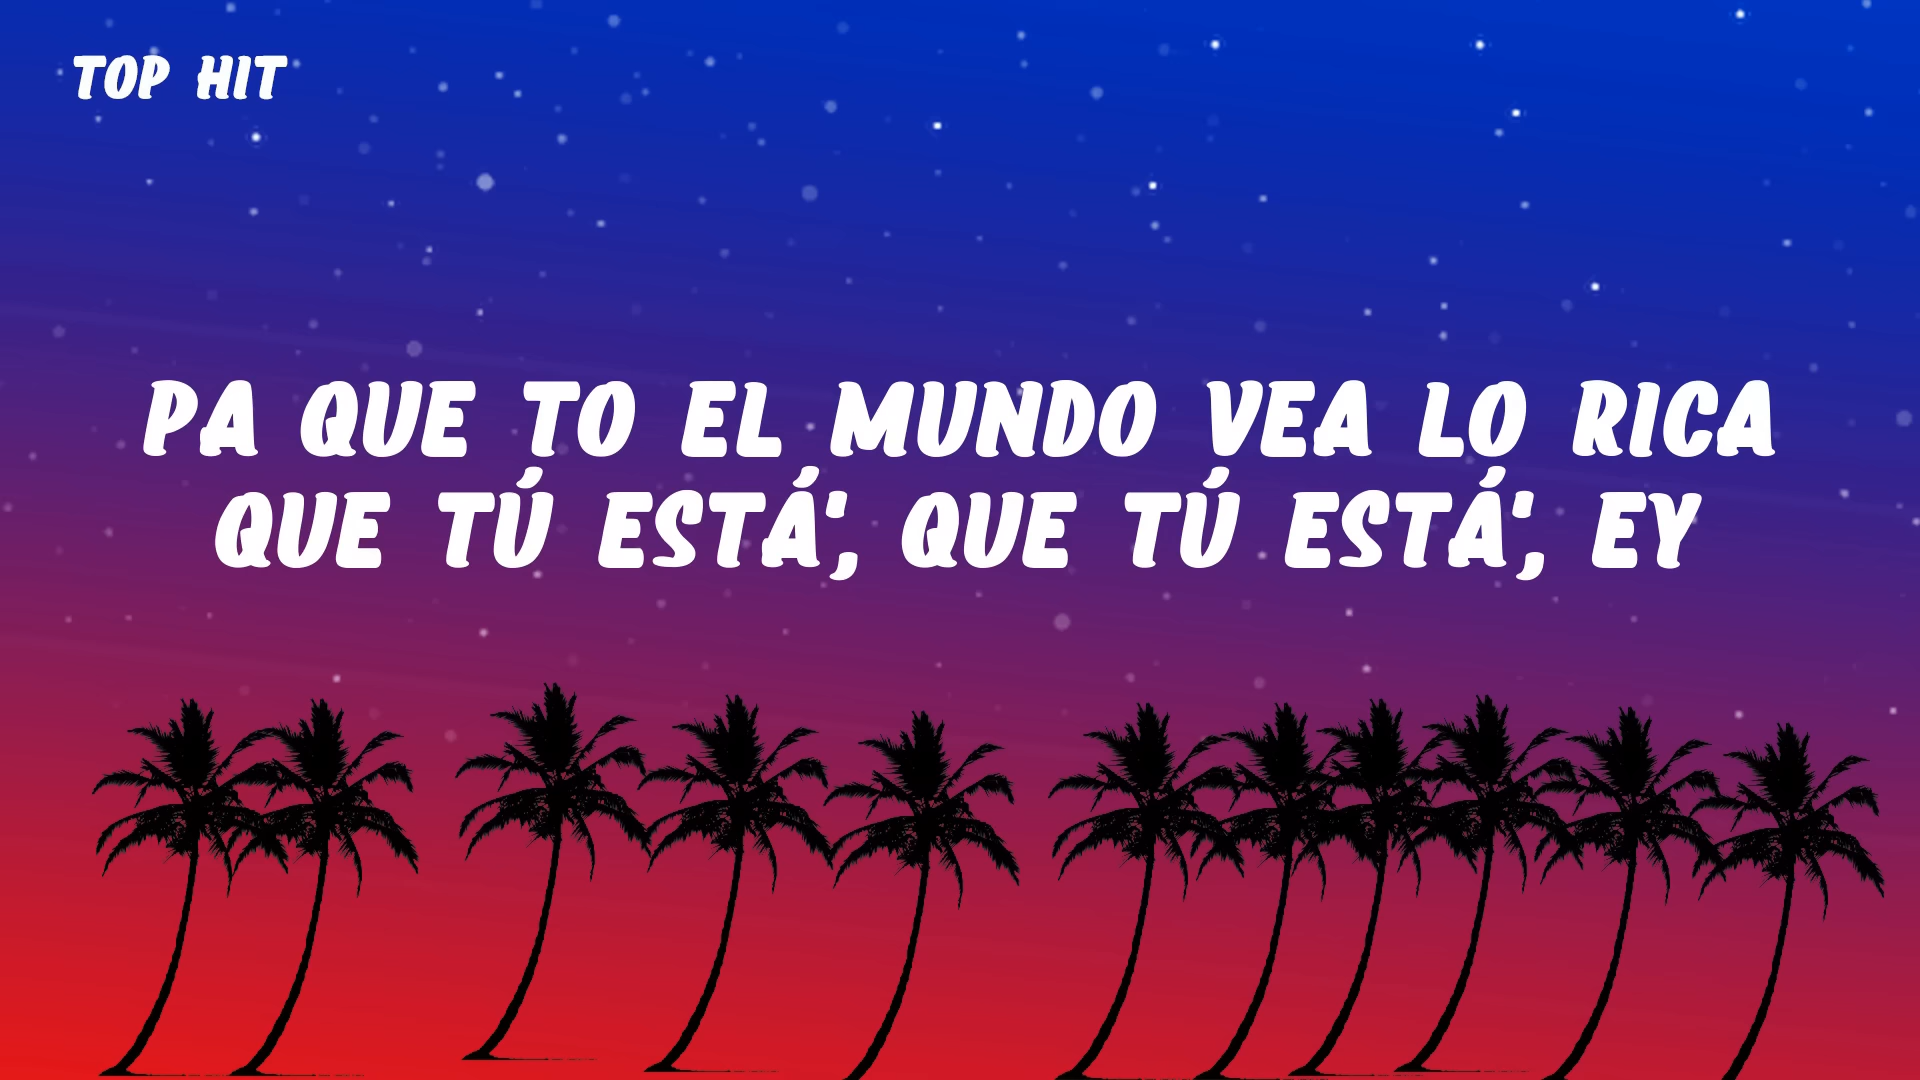 TOP HIT
PA QUE TO EL MUNDO VEA LO RICA
QUE TÚ ESTÁ', QUE TÚ ESTÁ', EY